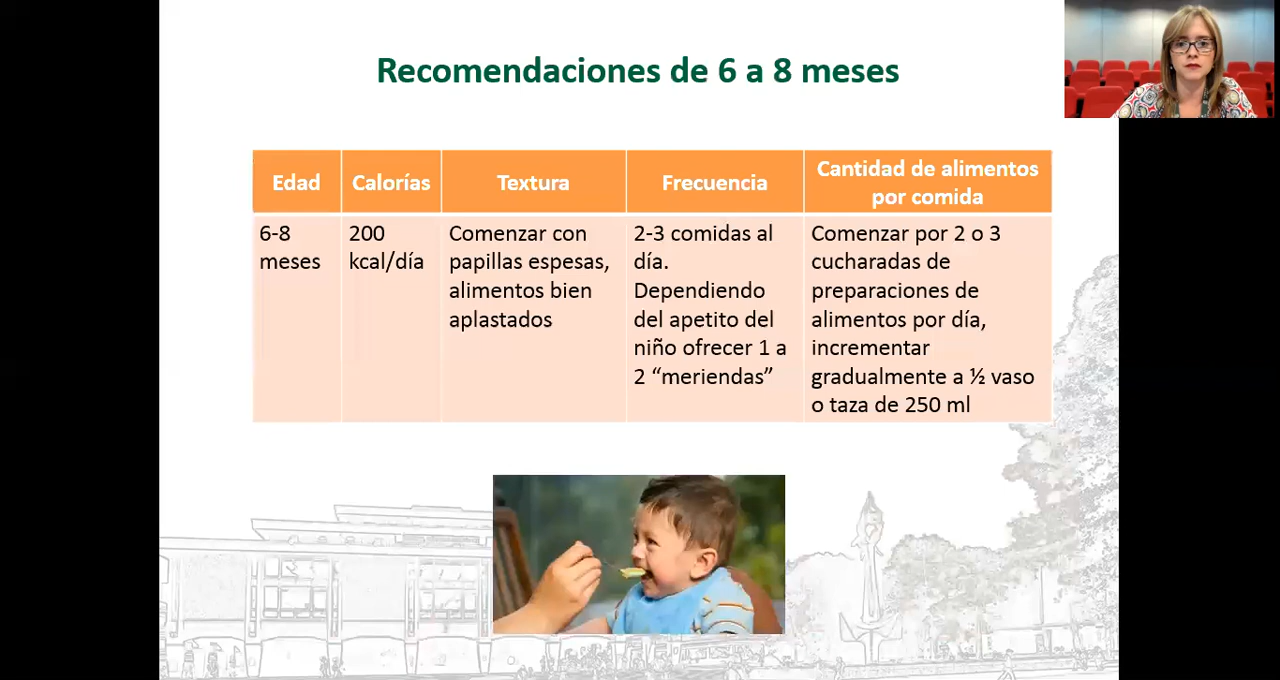 Recomendaciones de 6 a 8 meses
Edad
Calorías
Textura
Frecuencia
Cantidad de alimentos
por comida
6-8
meses
200
kcal/día
Comenzar con
papillas espesas,
alimentos bien
aplastados
2-3 comidas al
día.
Dependiendo
del apetito del
niño ofrecer 1 a
2 “meriendas”
Comenzar por 2 o 3
cucharadas de
preparaciones de
alimentos por día,
incrementar
gradualmente a ½ vaso
o taza de 250 ml